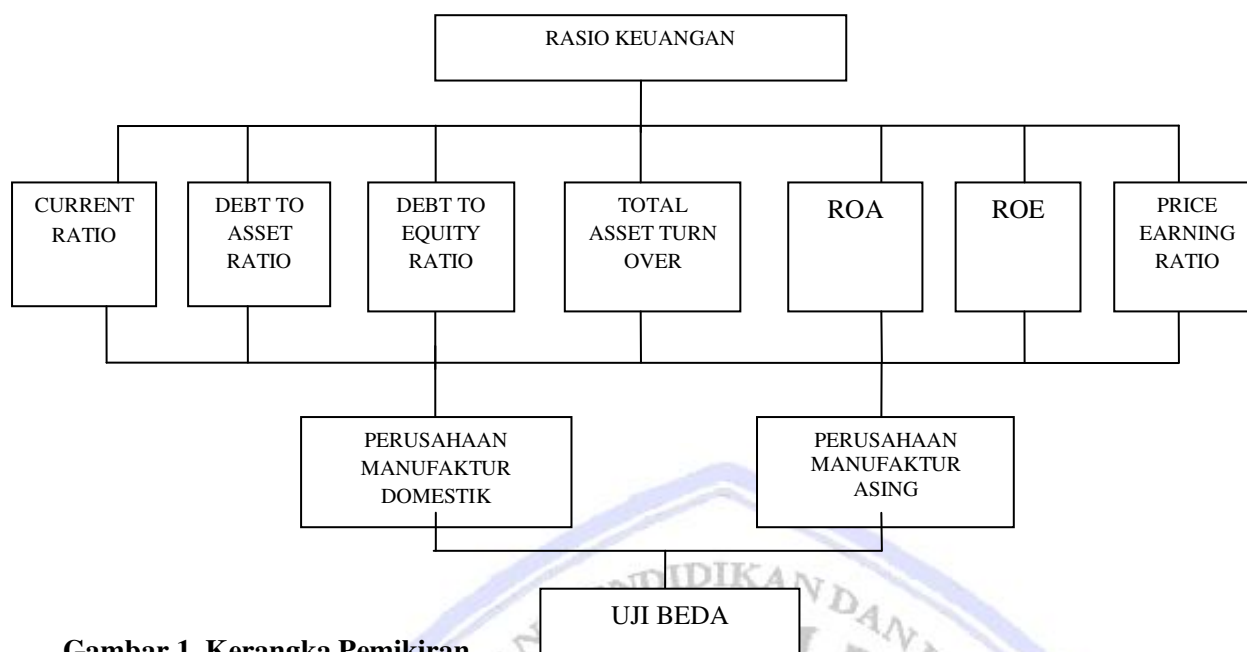 RASIO KEUANGAN
CURRENT
RATIO
DEBT TO
ASSET
RATIO
DEBT TO
EQUITY
RATIO
TOTAL
ASSET TURN
OVER
ROA
ROE
PRICE
EARNING
RATIO
PERUSAHAAN
MANUFAKTUR
DOMESTIK
PERUSAHAAN
MANUFAKTUR
ASING
UJI BEDA
Gambar 1. Kerangka Pemikiran